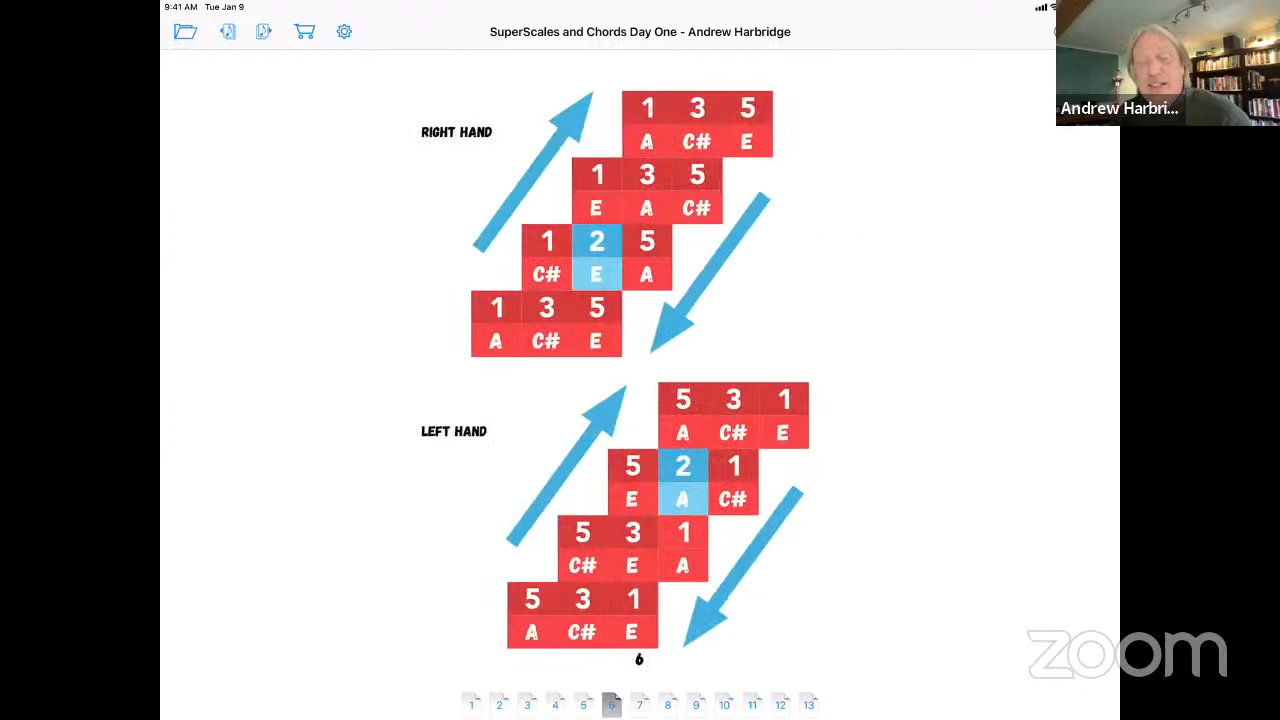 9:41 AM Tue Jan 9
SuperScales and Chords Day One - Andrew Harbridge
Andrew Harbri...
RIGHT HAND
1 3 5
A C# E
1 3 5
E A C#
1 2 5
C# E A
1 3 5
A C# E
LEFT HAND
5 3 1
A C# E
5 2 1
E A C#
5 3 1
C# E A
5 3 1
A C# E
6
zoom
1 2 3 4 5 6 7 8 9 10 11 12 13